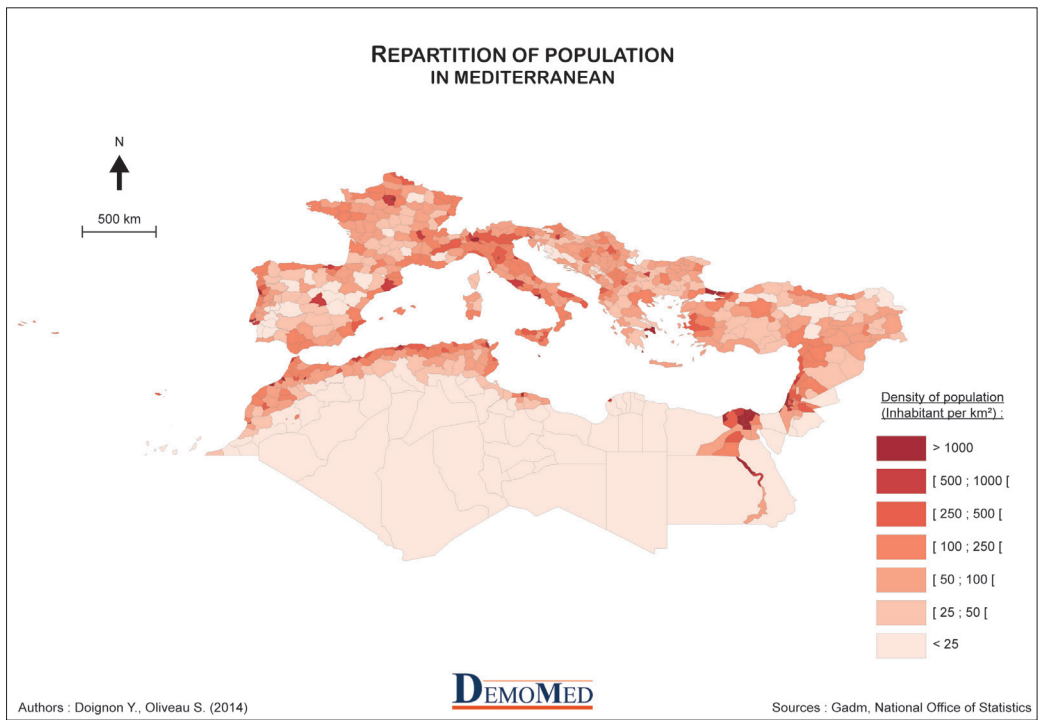 REPARTITION OF POPULATION
IN MEDITERRANEAN
N
500 km
Density of population
(Inhabitant per km²) :
> 1000
[ 500 ; 1000 [
[ 250 ; 500 [
[ 100 ; 250 [
[ 50 ; 100 [
[ 25 ; 50 [
< 25
DEMOMED
Authors : Doignon Y., Oliveau S. (2014)
Sources : Gadm, National Office of Statistics